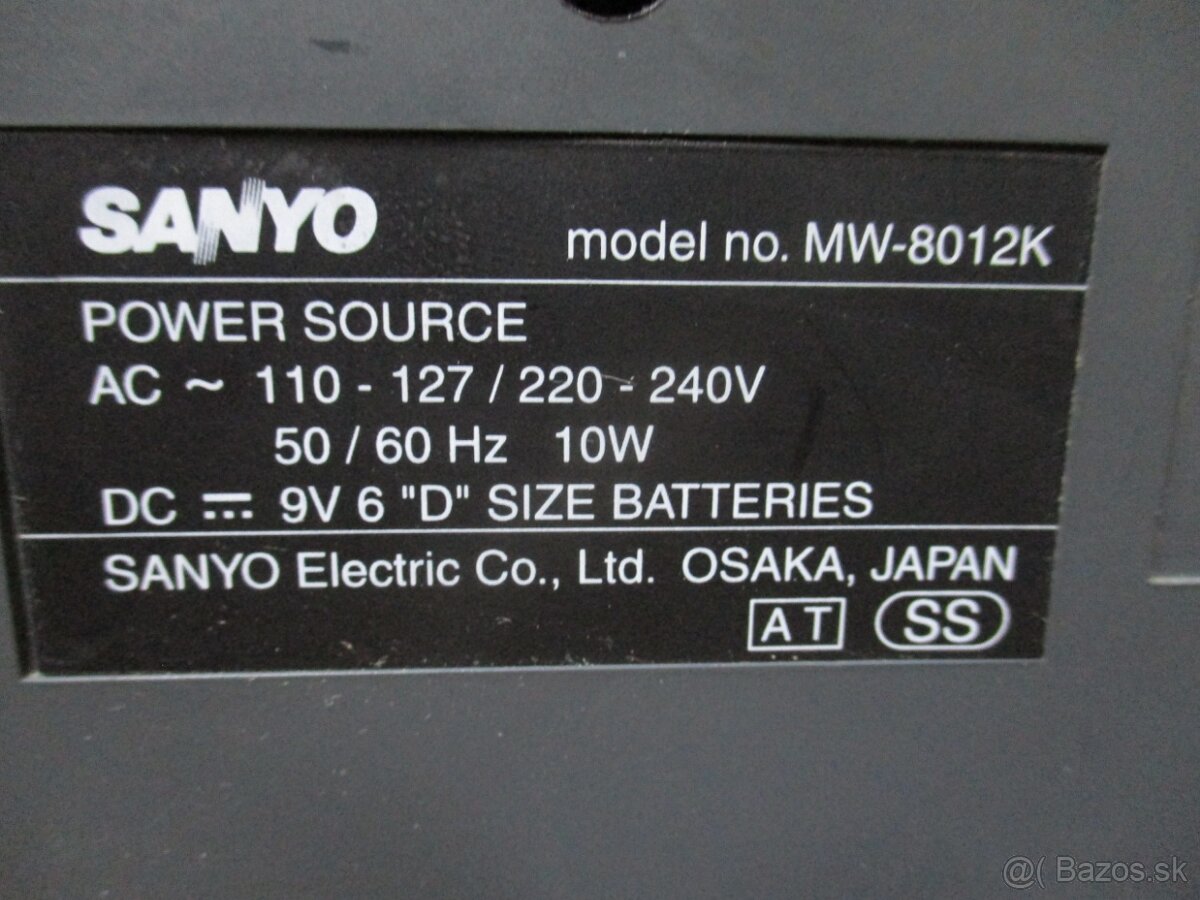 SANYO model no. MW-8012K
POWER SOURCE
AC ~ 110 - 127 / 220 - 240V
50 / 60 Hz 10W
DC ⎓ 9V 6 "D" SIZE BATTERIES
SANYO Electric Co., Ltd. OSAKA, JAPAN
AT SS
@( Bazos.sk